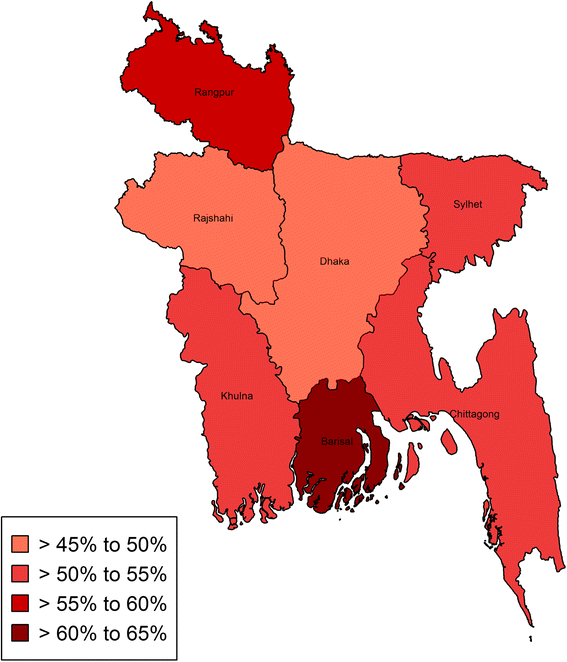 Rangpur
Rajshahi
Sylhet
Dhaka
Khulna
Chittagong
Barisal
> 45% to 50%
> 50% to 55%
> 55% to 60%
> 60% to 65%